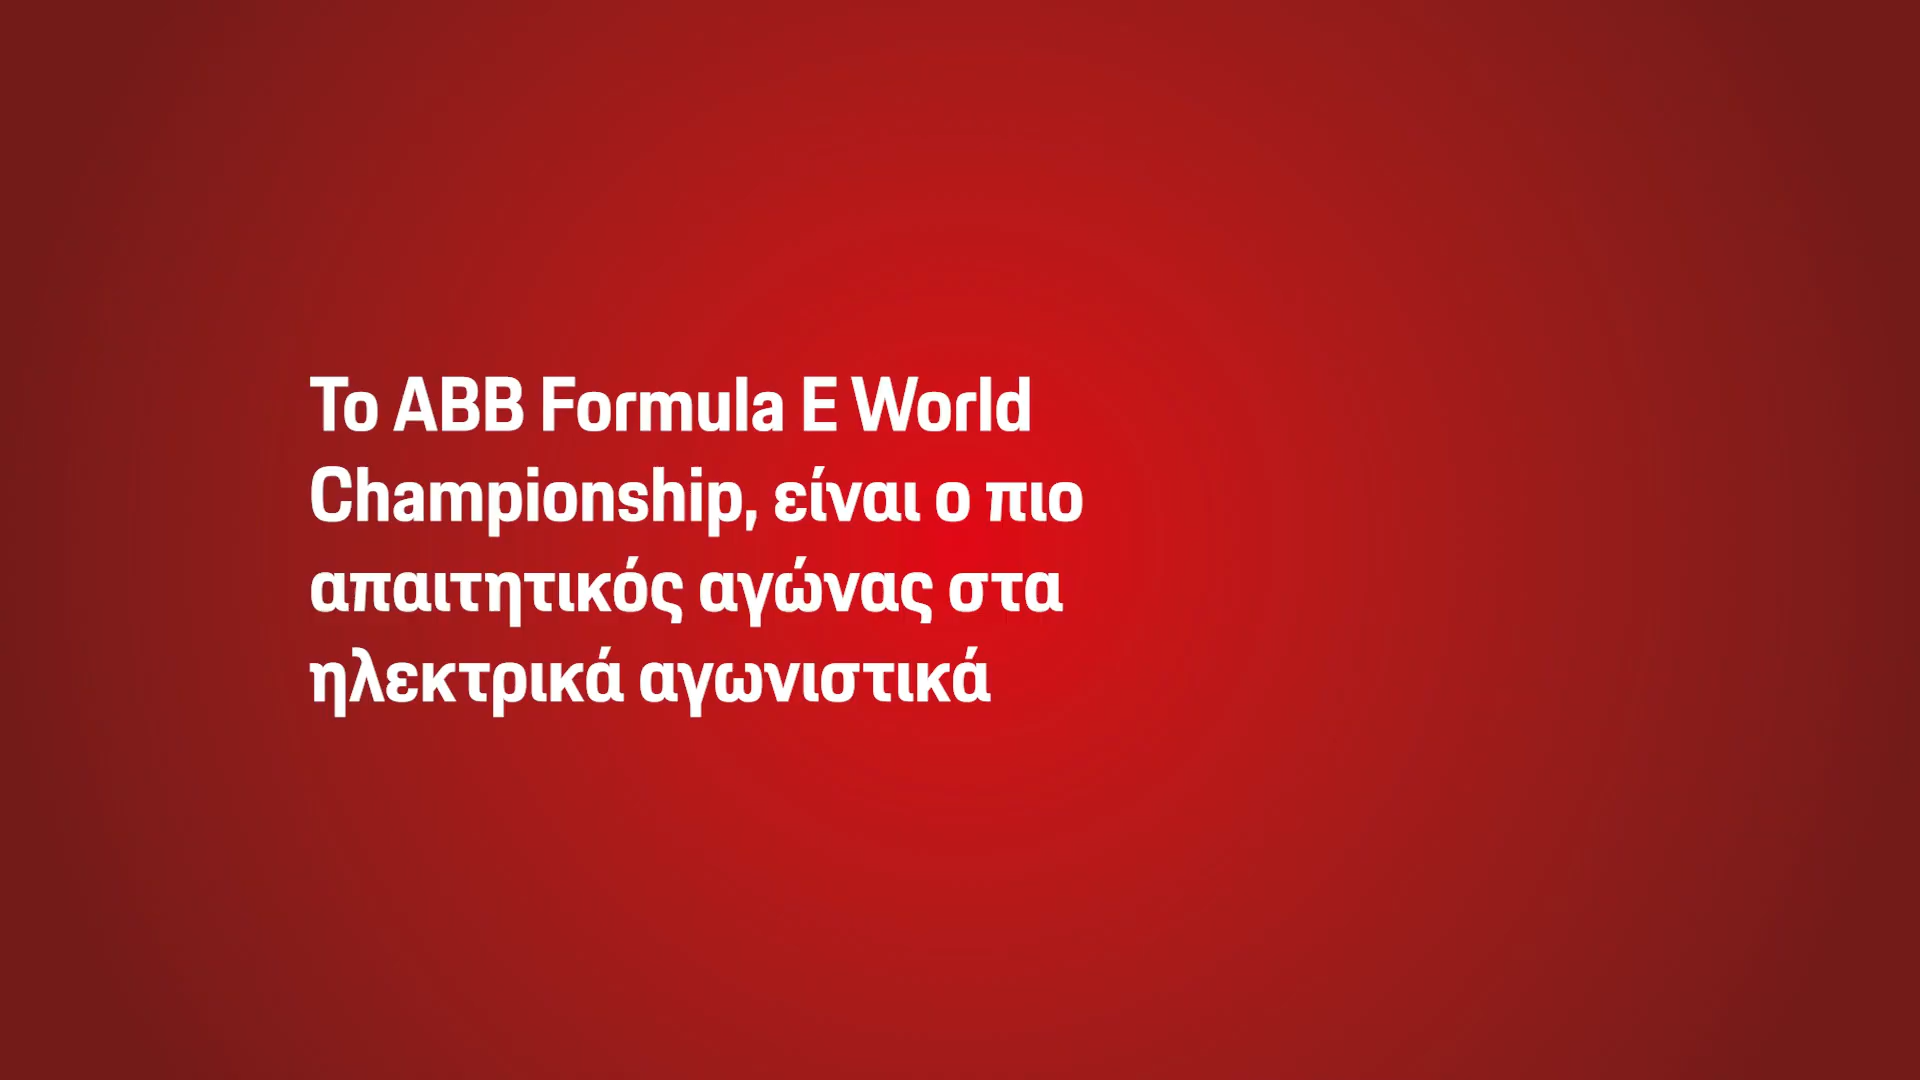 Το ABB Formula E World
Championship, είναι ο πιο
απαιτητικός αγώνας στα
ηλεκτρικά αγωνιστικά